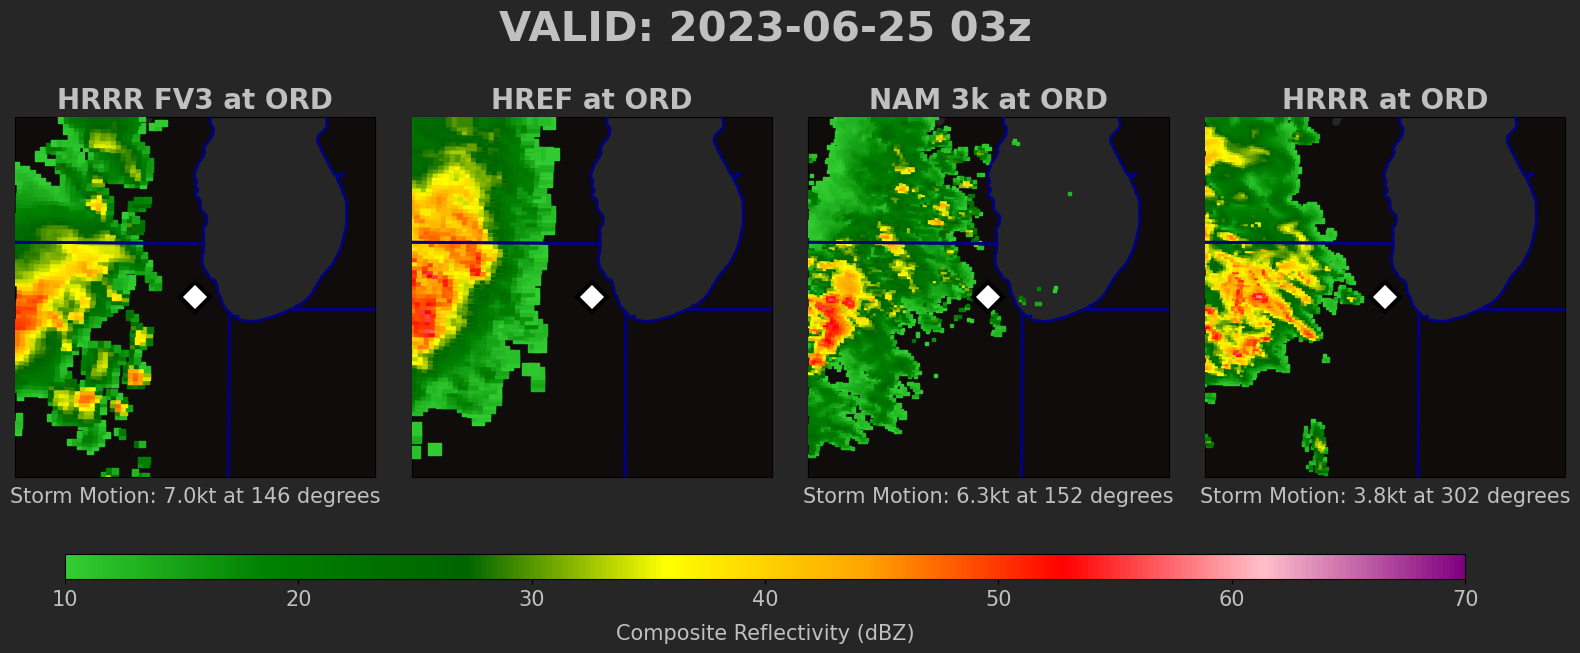 VALID: 2023-06-25 03z
HRRR FV3 at ORD
HREF at ORD
NAM 3k at ORD
HRRR at ORD
Storm Motion: 7.0kt at 146 degrees
Storm Motion: 6.3kt at 152 degrees
Storm Motion: 3.8kt at 302 degrees
10 20 30 40 50 60 70
Composite Reflectivity (dBZ)